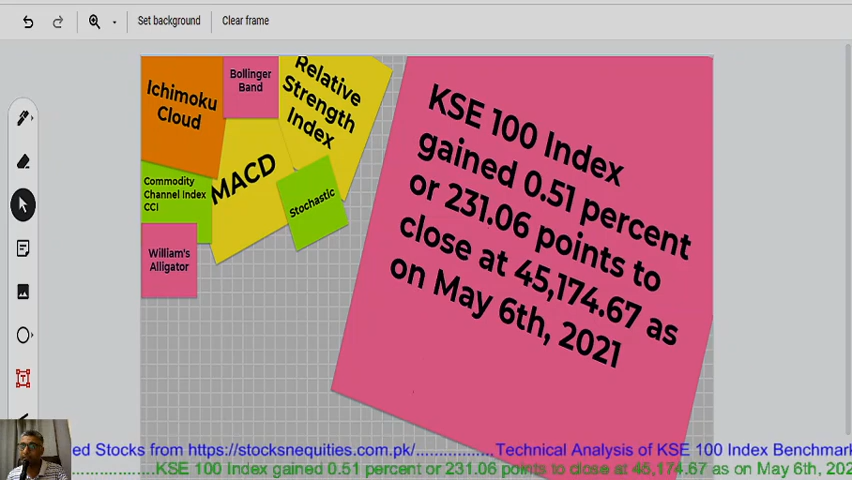 Set background
Clear frame
Ichimoku
Cloud
Bollinger
Band
Relative
Strength
Index
MACD
Commodity
Channel Index
CCI
Stochastic
William's
Alligator
KSE 100 Index
gained 0.51 percent
or 231.06 points to
close at 45,174.67 as
on May 6th, 2021
T
ed Stocks from https://stocksnequities.com.pk/................Technical Analysis of KSE 100 Index Benchmar
....................KSE 100 Index gained 0.51 percent or 231.06 points to close at 45,174.67 as on May 6th, 202